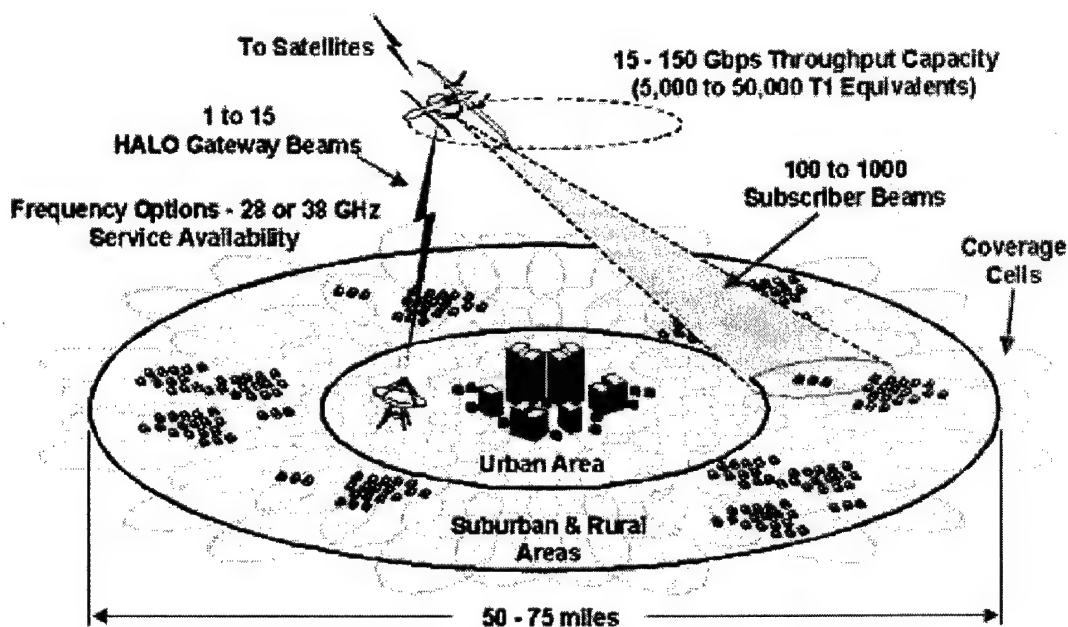 To Satellites
15 - 150 Gbps Throughput Capacity
(5,000 to 50,000 T1 Equivalents)
1 to 15
HALO Gateway Beams
100 to 1000
Subscriber Beams
Frequency Options - 28 or 38 GHz
Service Availability
Coverage
Cells
Urban Area
Suburban & Rural
Areas
50 - 75 miles